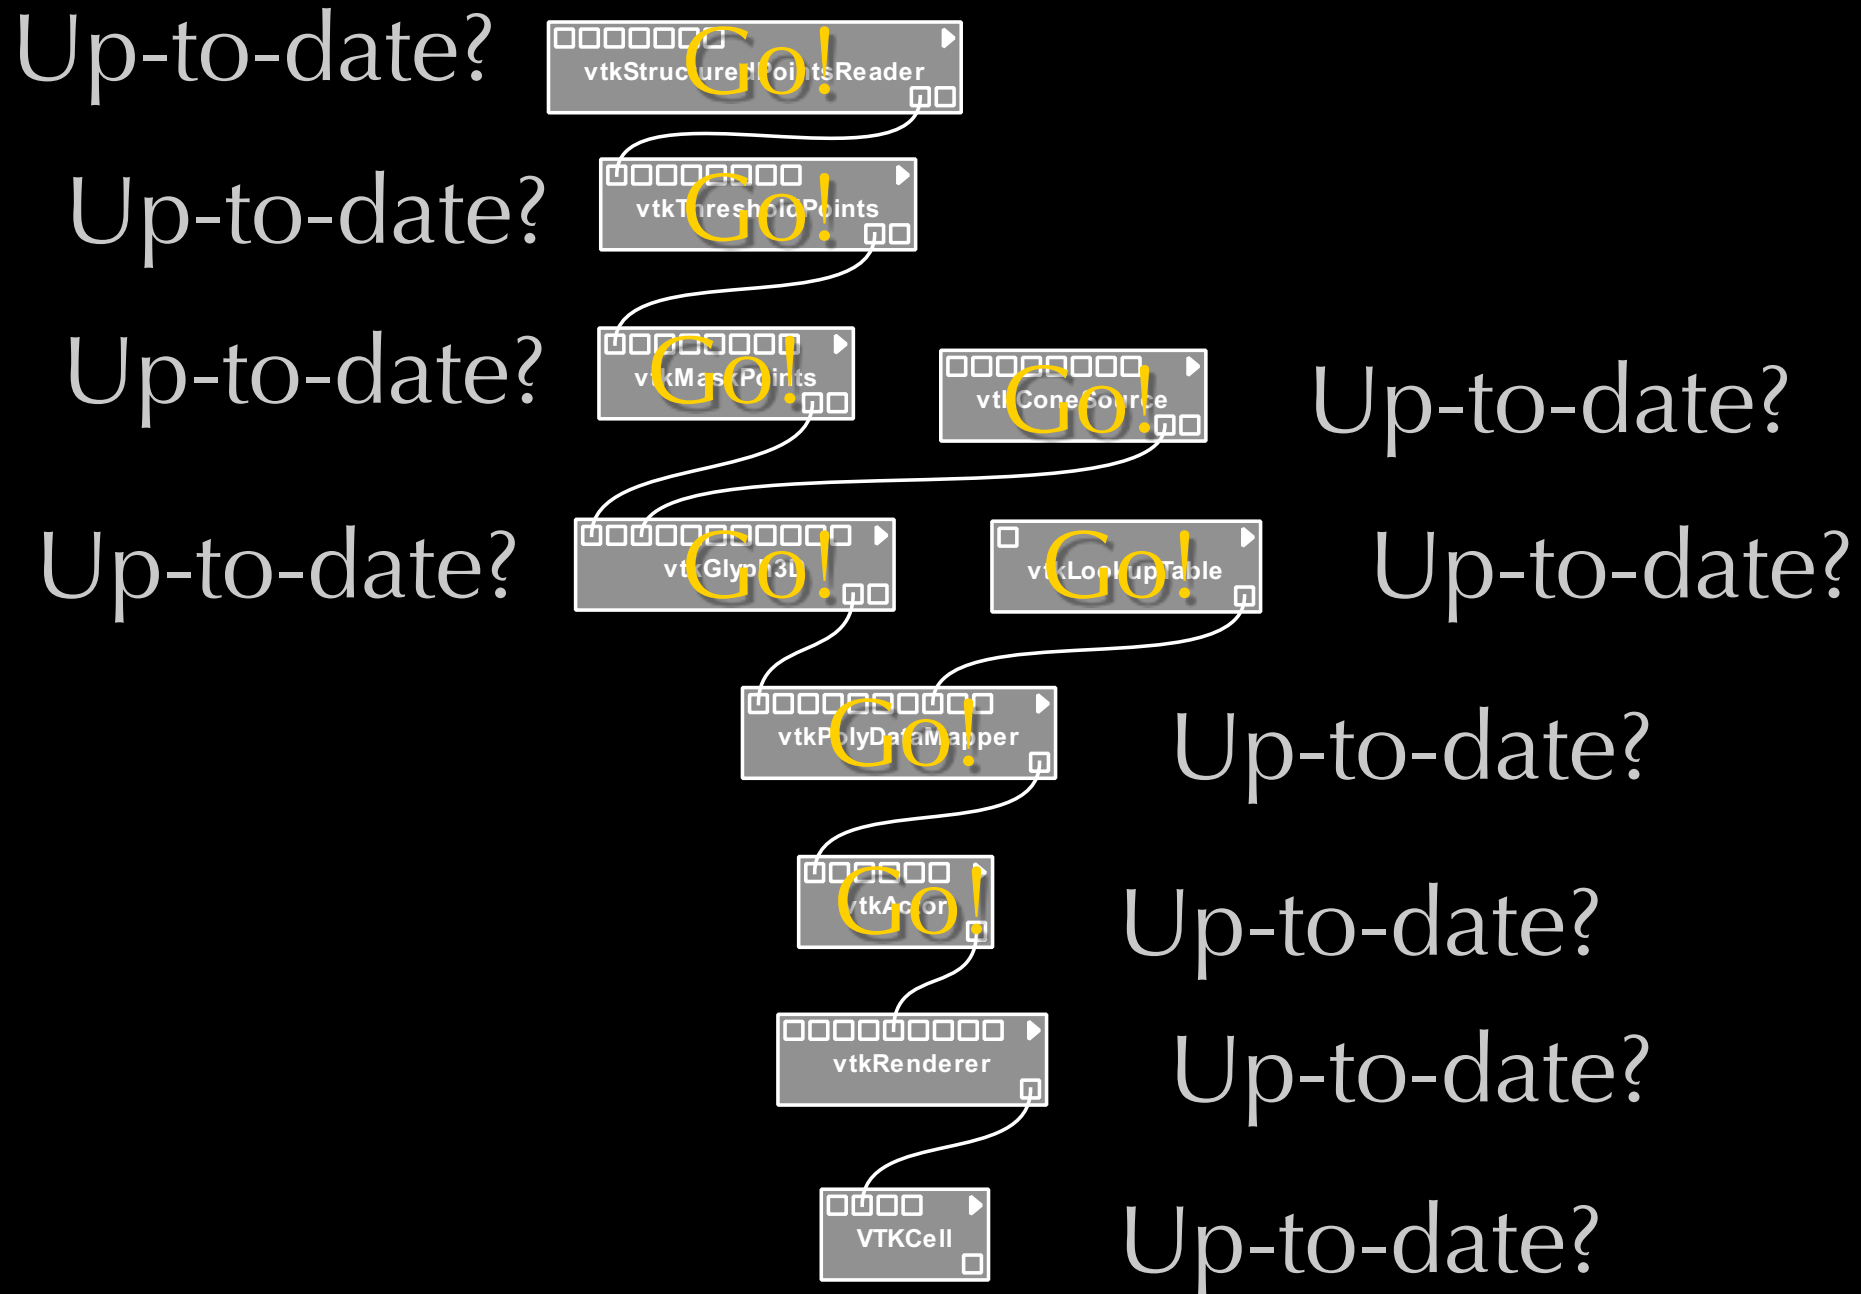 Up-to-date?
Go!
vtkStructuredPointsReader
Up-to-date?
Go!
vtkThresholdPoints
Up-to-date?
Go!
vtkMaskPoints
Go!
vtkConeSource
Up-to-date?
Up-to-date?
Go!
vtkGlyph3D
Go!
vtkLookupTable
Up-to-date?
Go!
vtkPolyDataMapper
Up-to-date?
Go!
vtkActor
Up-to-date?
vtkRenderer
Up-to-date?
VTKCell
Up-to-date?